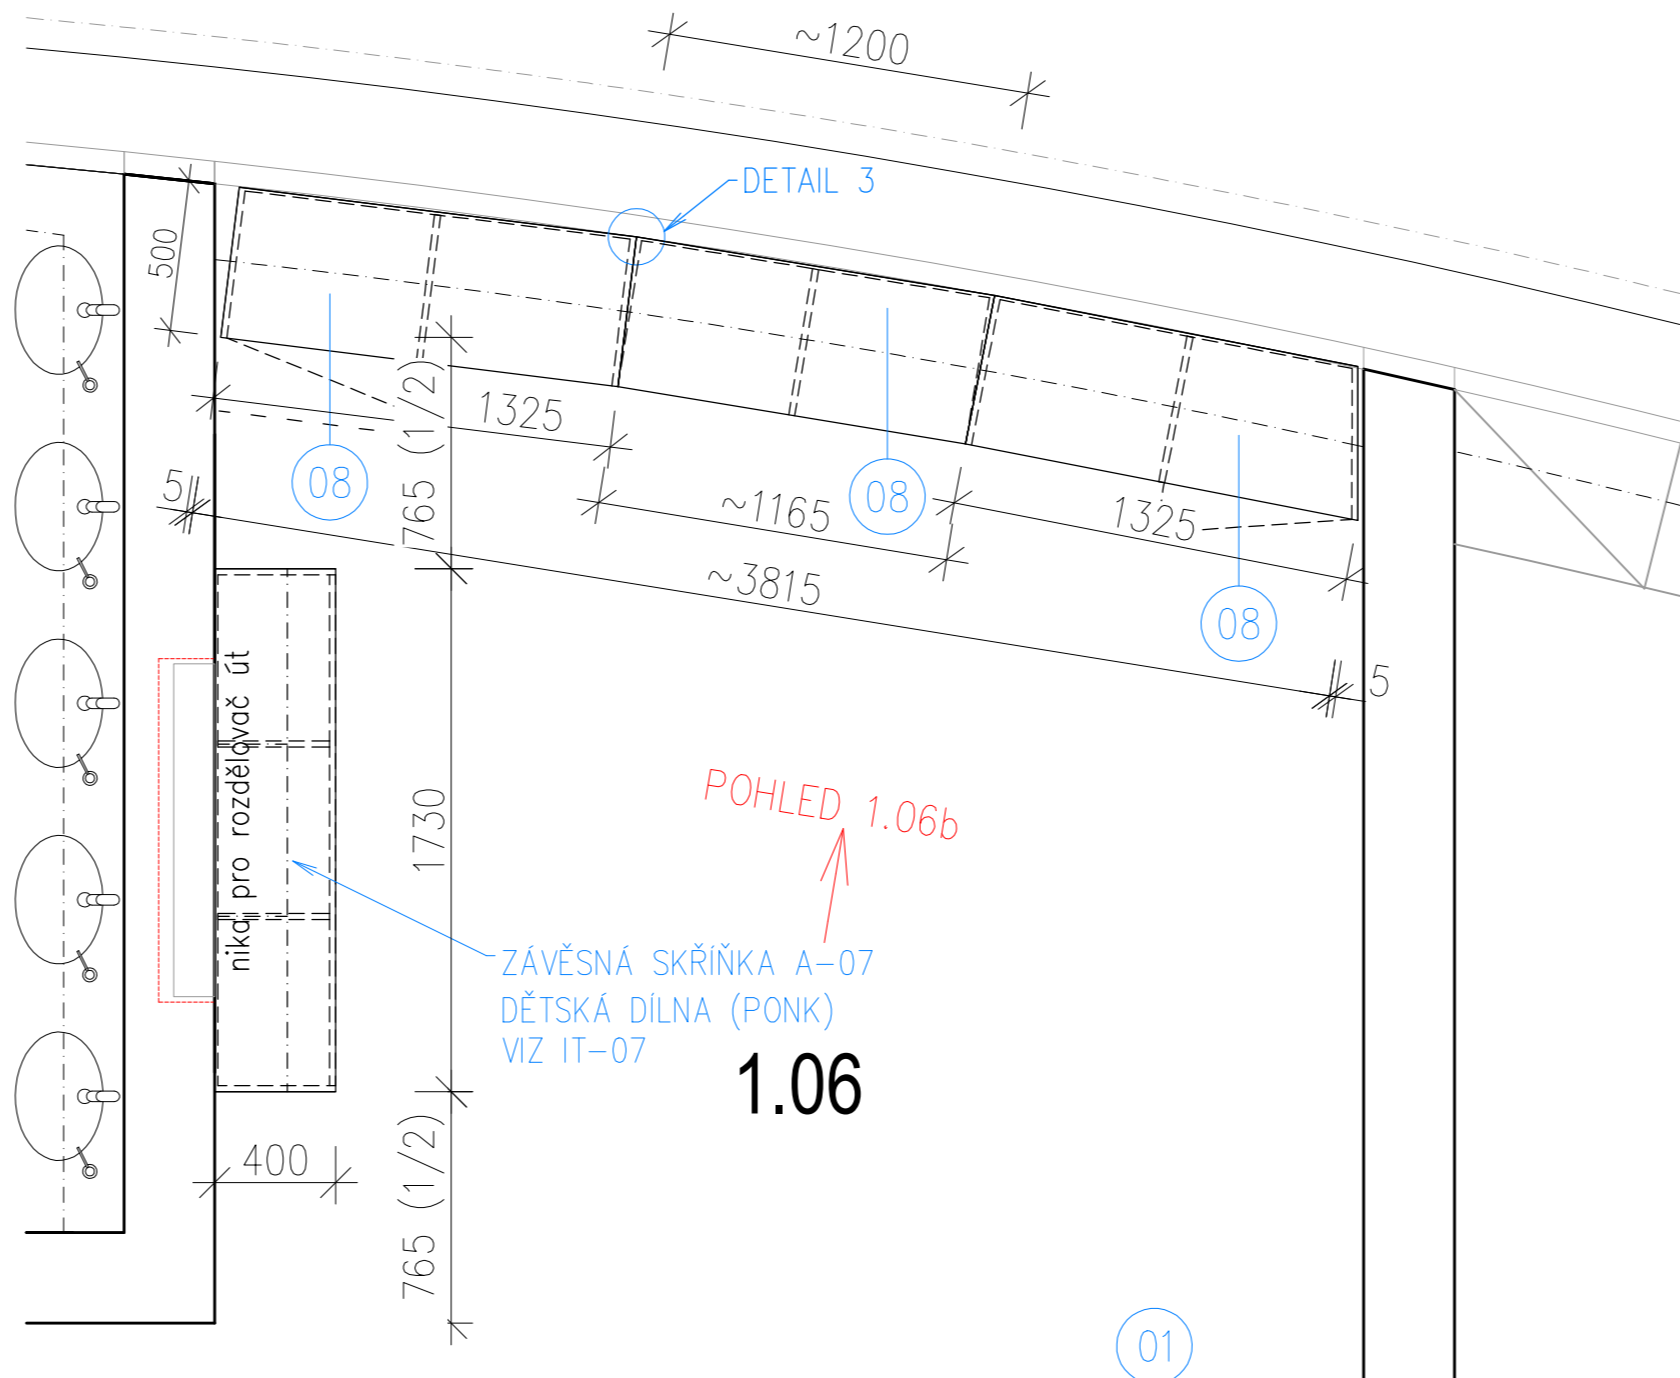 ~1200
DETAIL 3
500
1325
765 (1/2)
08
08
5
~1165
1325
~3815
08
5
nika pro rozdělovač út
1730
POHLED 1.06b
ZÁVĚSNÁ SKŘÍŇKA A-07
DĚTSKÁ DÍLNA (PONK)
VIZ IT-07
1.06
400
765 (1/2)
01